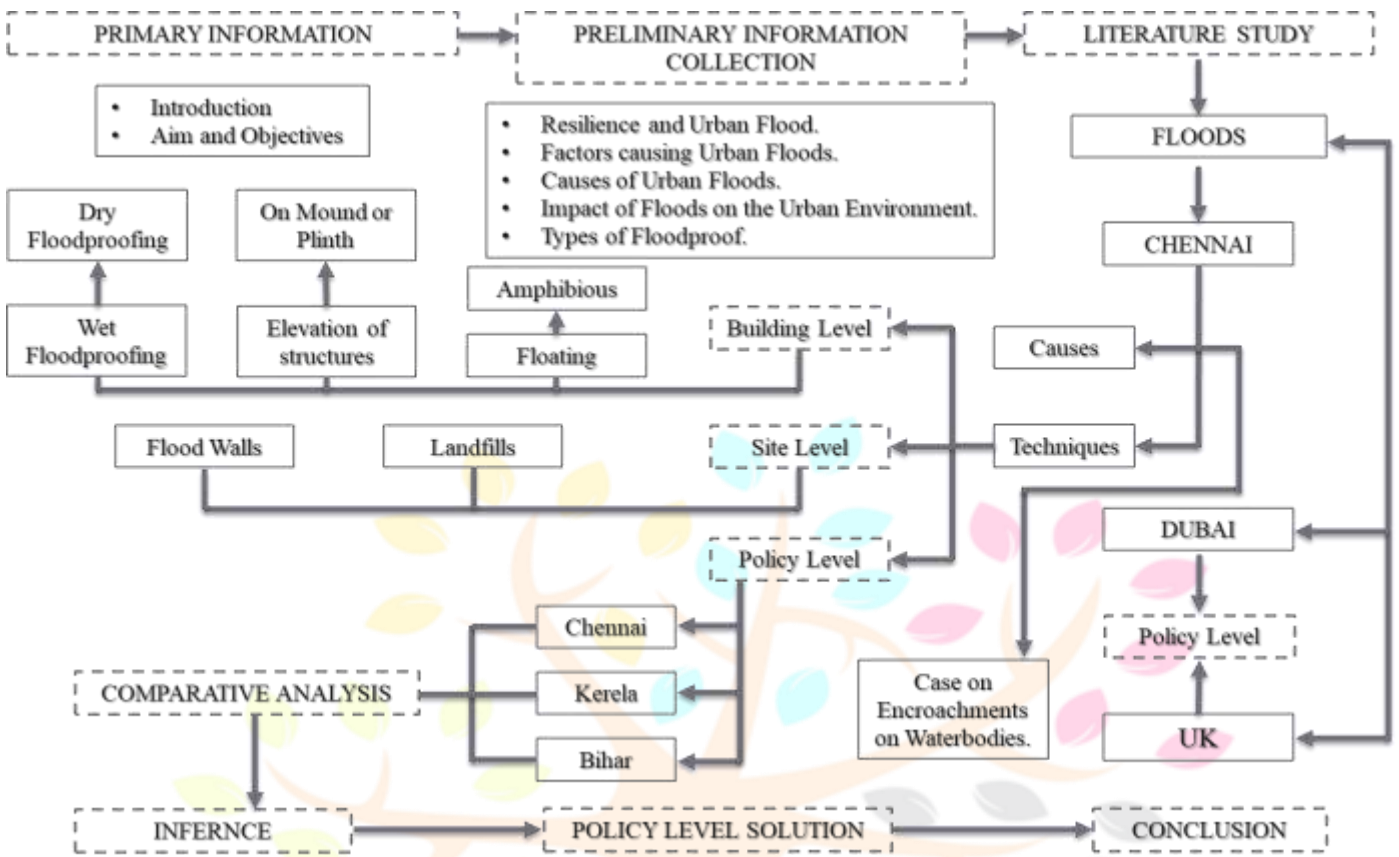 PRIMARY INFORMATION
PRELIMINARY INFORMATION
COLLECTION
LITERATURE STUDY
• Introduction
• Aim and Objectives
• Resilience and Urban Flood.
• Factors causing Urban Floods.
• Causes of Urban Floods.
• Impact of Floods on the Urban Environment.
• Types of Floodproof.
FLOODS
CHENNAI
Dry
Floodproofing
On Mound or
Plinth
Amphibious
Wet
Floodproofing
Elevation of
structures
Floating
Building Level
Causes
Flood Walls
Landfills
Site Level
Techniques
DUBAI
Policy Level
Policy Level
Chennai
Kerela
Bihar
COMPARATIVE ANALYSIS
Case on
Encroachments
on Waterbodies.
UK
INFERNCE
POLICY LEVEL SOLUTION
CONCLUSION